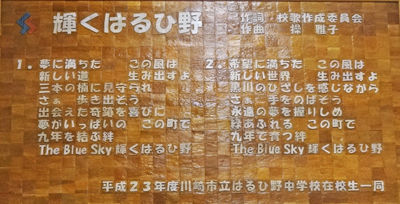 輝くはるひ野
作詞 校歌作成委員会
作曲 操 雅子
1.夢に満ちた この風は
新しい道 生み出すよ
三本の楠に見守られ
さぁ 歩き出そう
出会えた奇蹟を喜びに
夢がいっぱいの この町で
九年を結ぶ絆
The Blue Sky 輝くはるひ野
2.希望に満ちた この風は
新しい世界 生み出すよ
黒川のひざしを感じながら
さぁ 手をのばそう
永遠の夢を握りしめ
緑あふれる この町で
九年で育つ絆
The Blue Sky 輝くはるひ野
平成23年度川崎市立はるひ野中学校在校生一同